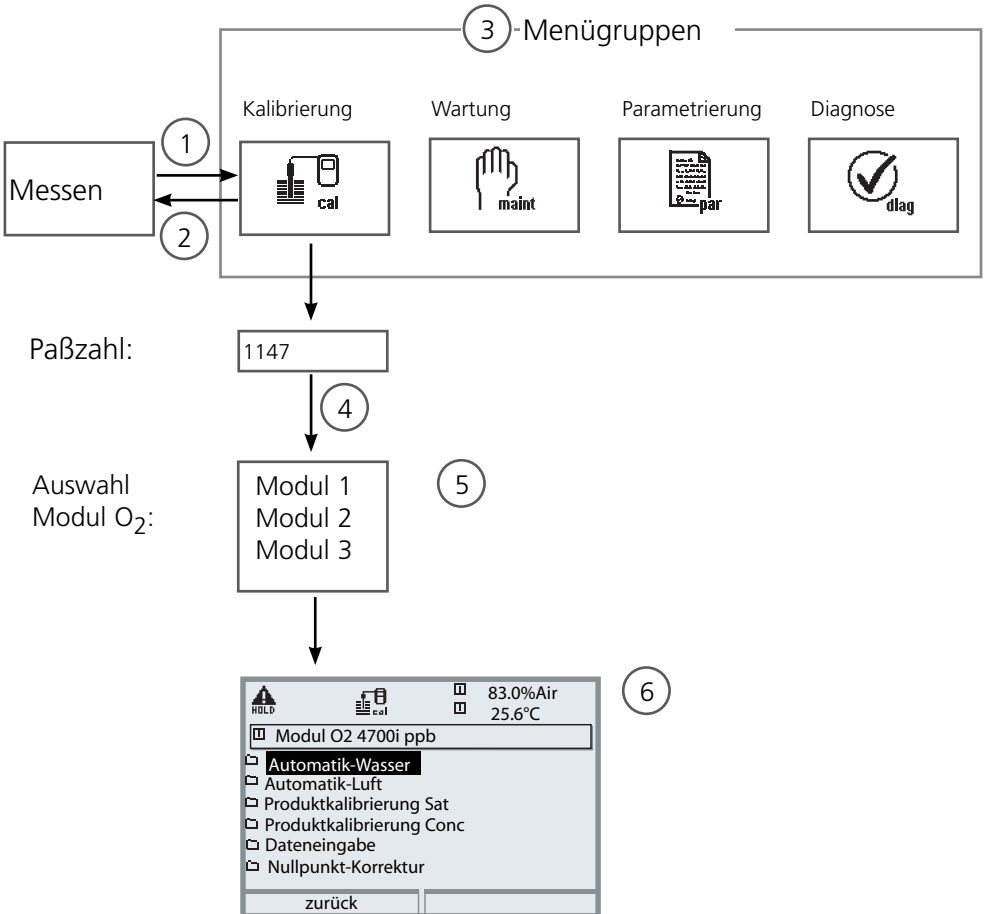 3 Menügruppen
Kalibrierung Wartung Parametrierung Diagnose
1
Messen
cal maint par diag
2
Paßzahl:
1147
4
Auswahl
Modul O2:
Modul 1
Modul 2
Modul 3
5
HOLD cal 83.0%Air
25.6°C
6
Modul O2 4700i ppb
Automatik-Wasser
Automatik-Luft
Produktkalibrierung Sat
Produktkalibrierung Conc
Dateneingabe
Nullpunkt-Korrektur
zurück